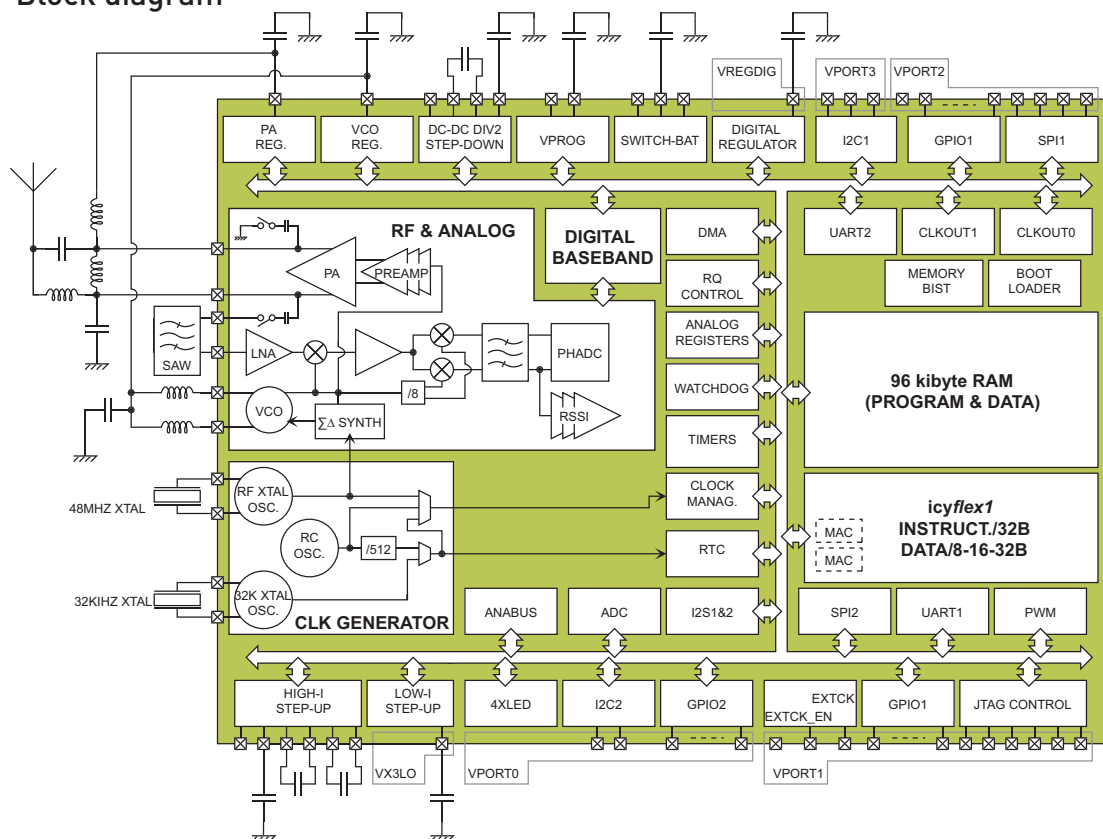 Block diagram
VREGDIG
VPORT3
VPORT2
PA
REG.
VCO
REG.
DC-DC DIV2
STEP-DOWN
VPROG
SWITCH-BAT
DIGITAL
REGULATOR
I2C1
GPIO1
SPI1
RF & ANALOG
DIGITAL
BASEBAND
DMA
UART2
CLKOUT1
CLKOUT0
PA
PREAMP
RQ
CONTROL
MEMORY
BIST
BOOT
LOADER
ANALOG
REGISTERS
SAW
LNA
PHADC
WATCHDOG
96 kibyte RAM
(PROGRAM & DATA)
/8
VCO
∑∆ SYNTH
RSSI
TIMERS
48MHZ XTAL
RF XTAL
OSC.
CLOCK
MANAG.
icyflex1
INSTRUCT./32B
DATA/8-16-32B
MAC
MAC
RC
OSC.
/512
RTC
32KIHZ XTAL
32K XTAL
OSC.
CLK GENERATOR
ANABUS
ADC
I2S1&2
SPI2
UART1
PWM
HIGH-I
STEP-UP
LOW-I
STEP-UP
4XLED
I2C2
GPIO2
EXTCK
EXTCK_EN
GPIO1
JTAG CONTROL
VX3LO
VPORT0
VPORT1